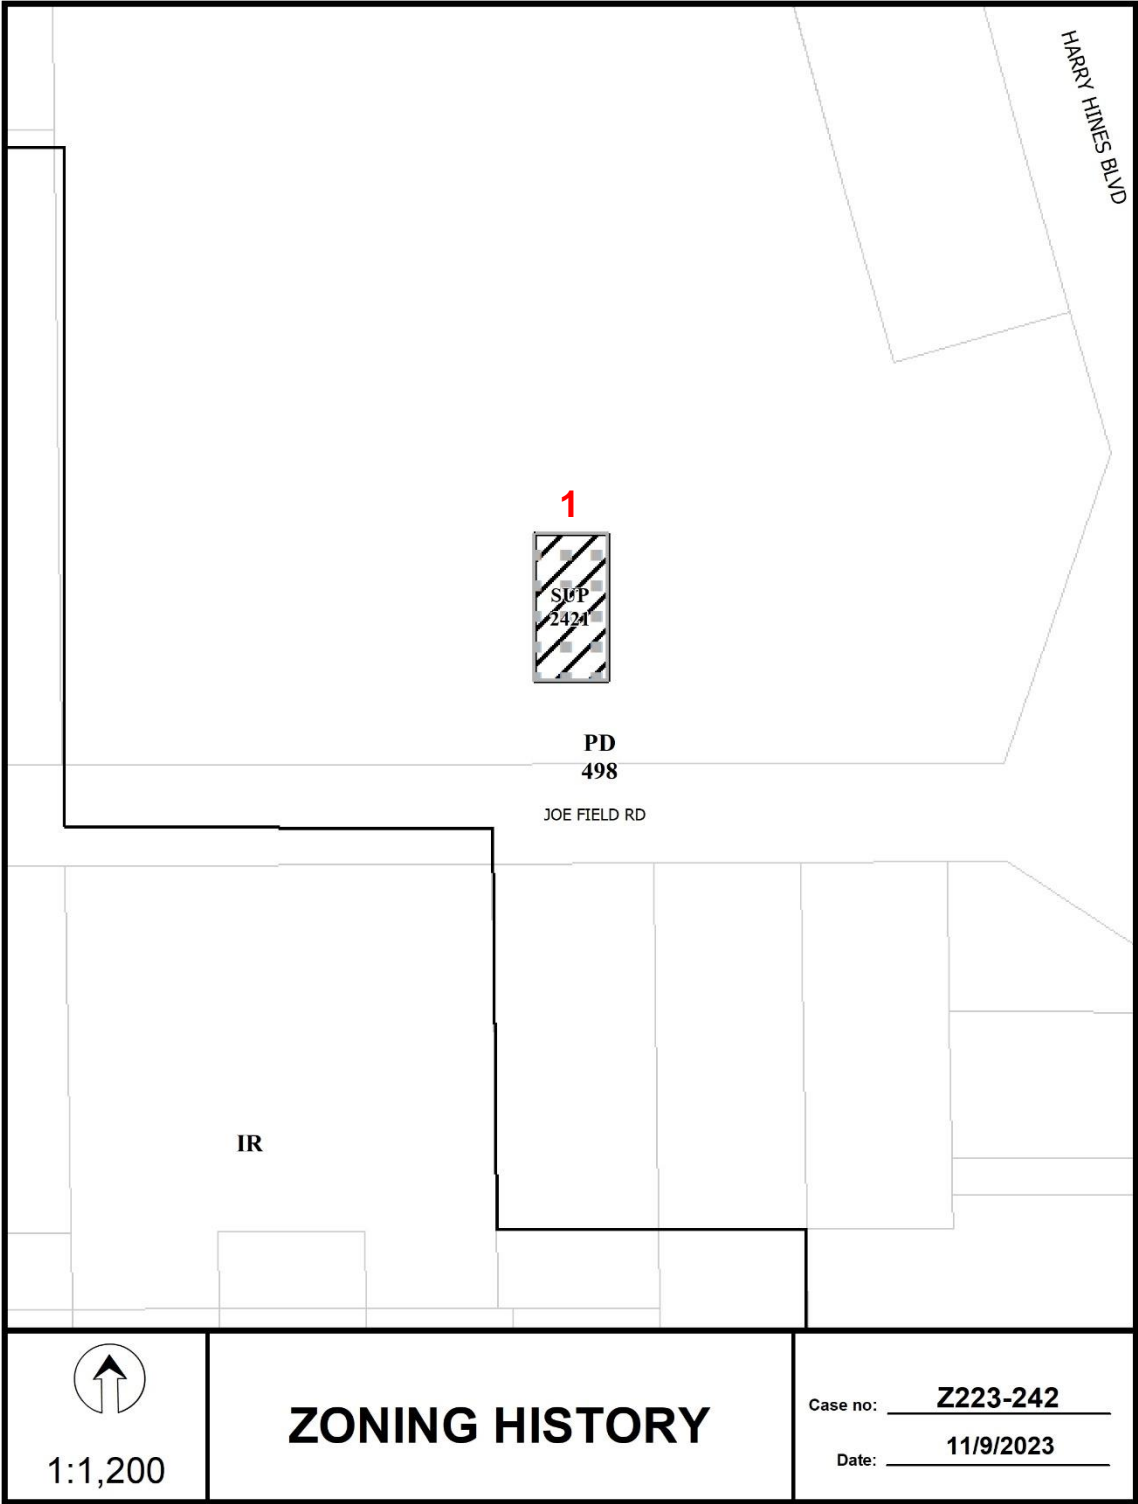 HARRY HINES BLVD
1
SUP
2421
PD
498
JOE FIELD RD
IR
1:1,200
ZONING HISTORY
Case no: Z223-242
Date: 11/9/2023